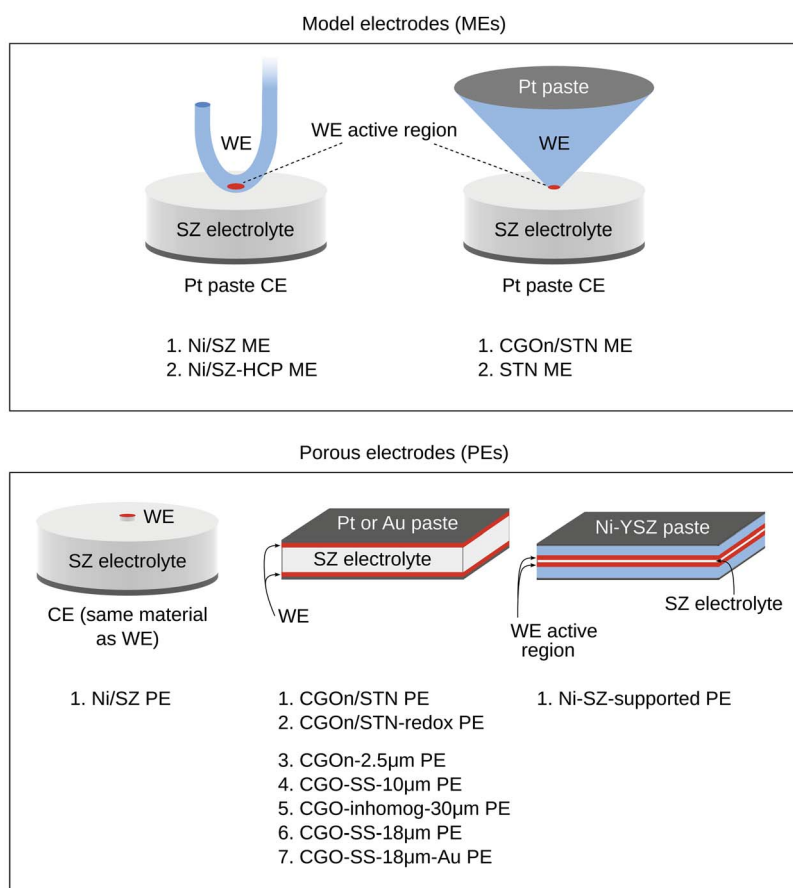 Model electrodes (MEs)
WE
WE active region
SZ electrolyte
Pt paste CE
1. Ni/SZ ME
2. Ni/SZ-HCP ME
Pt paste
WE
SZ electrolyte
Pt paste CE
1. CGOn/STN ME
2. STN ME
Porous electrodes (PEs)
WE
SZ electrolyte
CE (same material
as WE)
1. Ni/SZ PE
Pt or Au paste
SZ electrolyte
WE
1. CGOn/STN PE
2. CGOn/STN-redox PE
3. CGOn-2.5μm PE
4. CGO-SS-10μm PE
5. CGO-inhomog-30μm PE
6. CGO-SS-18μm PE
7. CGO-SS-18μm-Au PE
Ni-YSZ paste
SZ electrolyte
WE active
region
1. Ni-SZ-supported PE